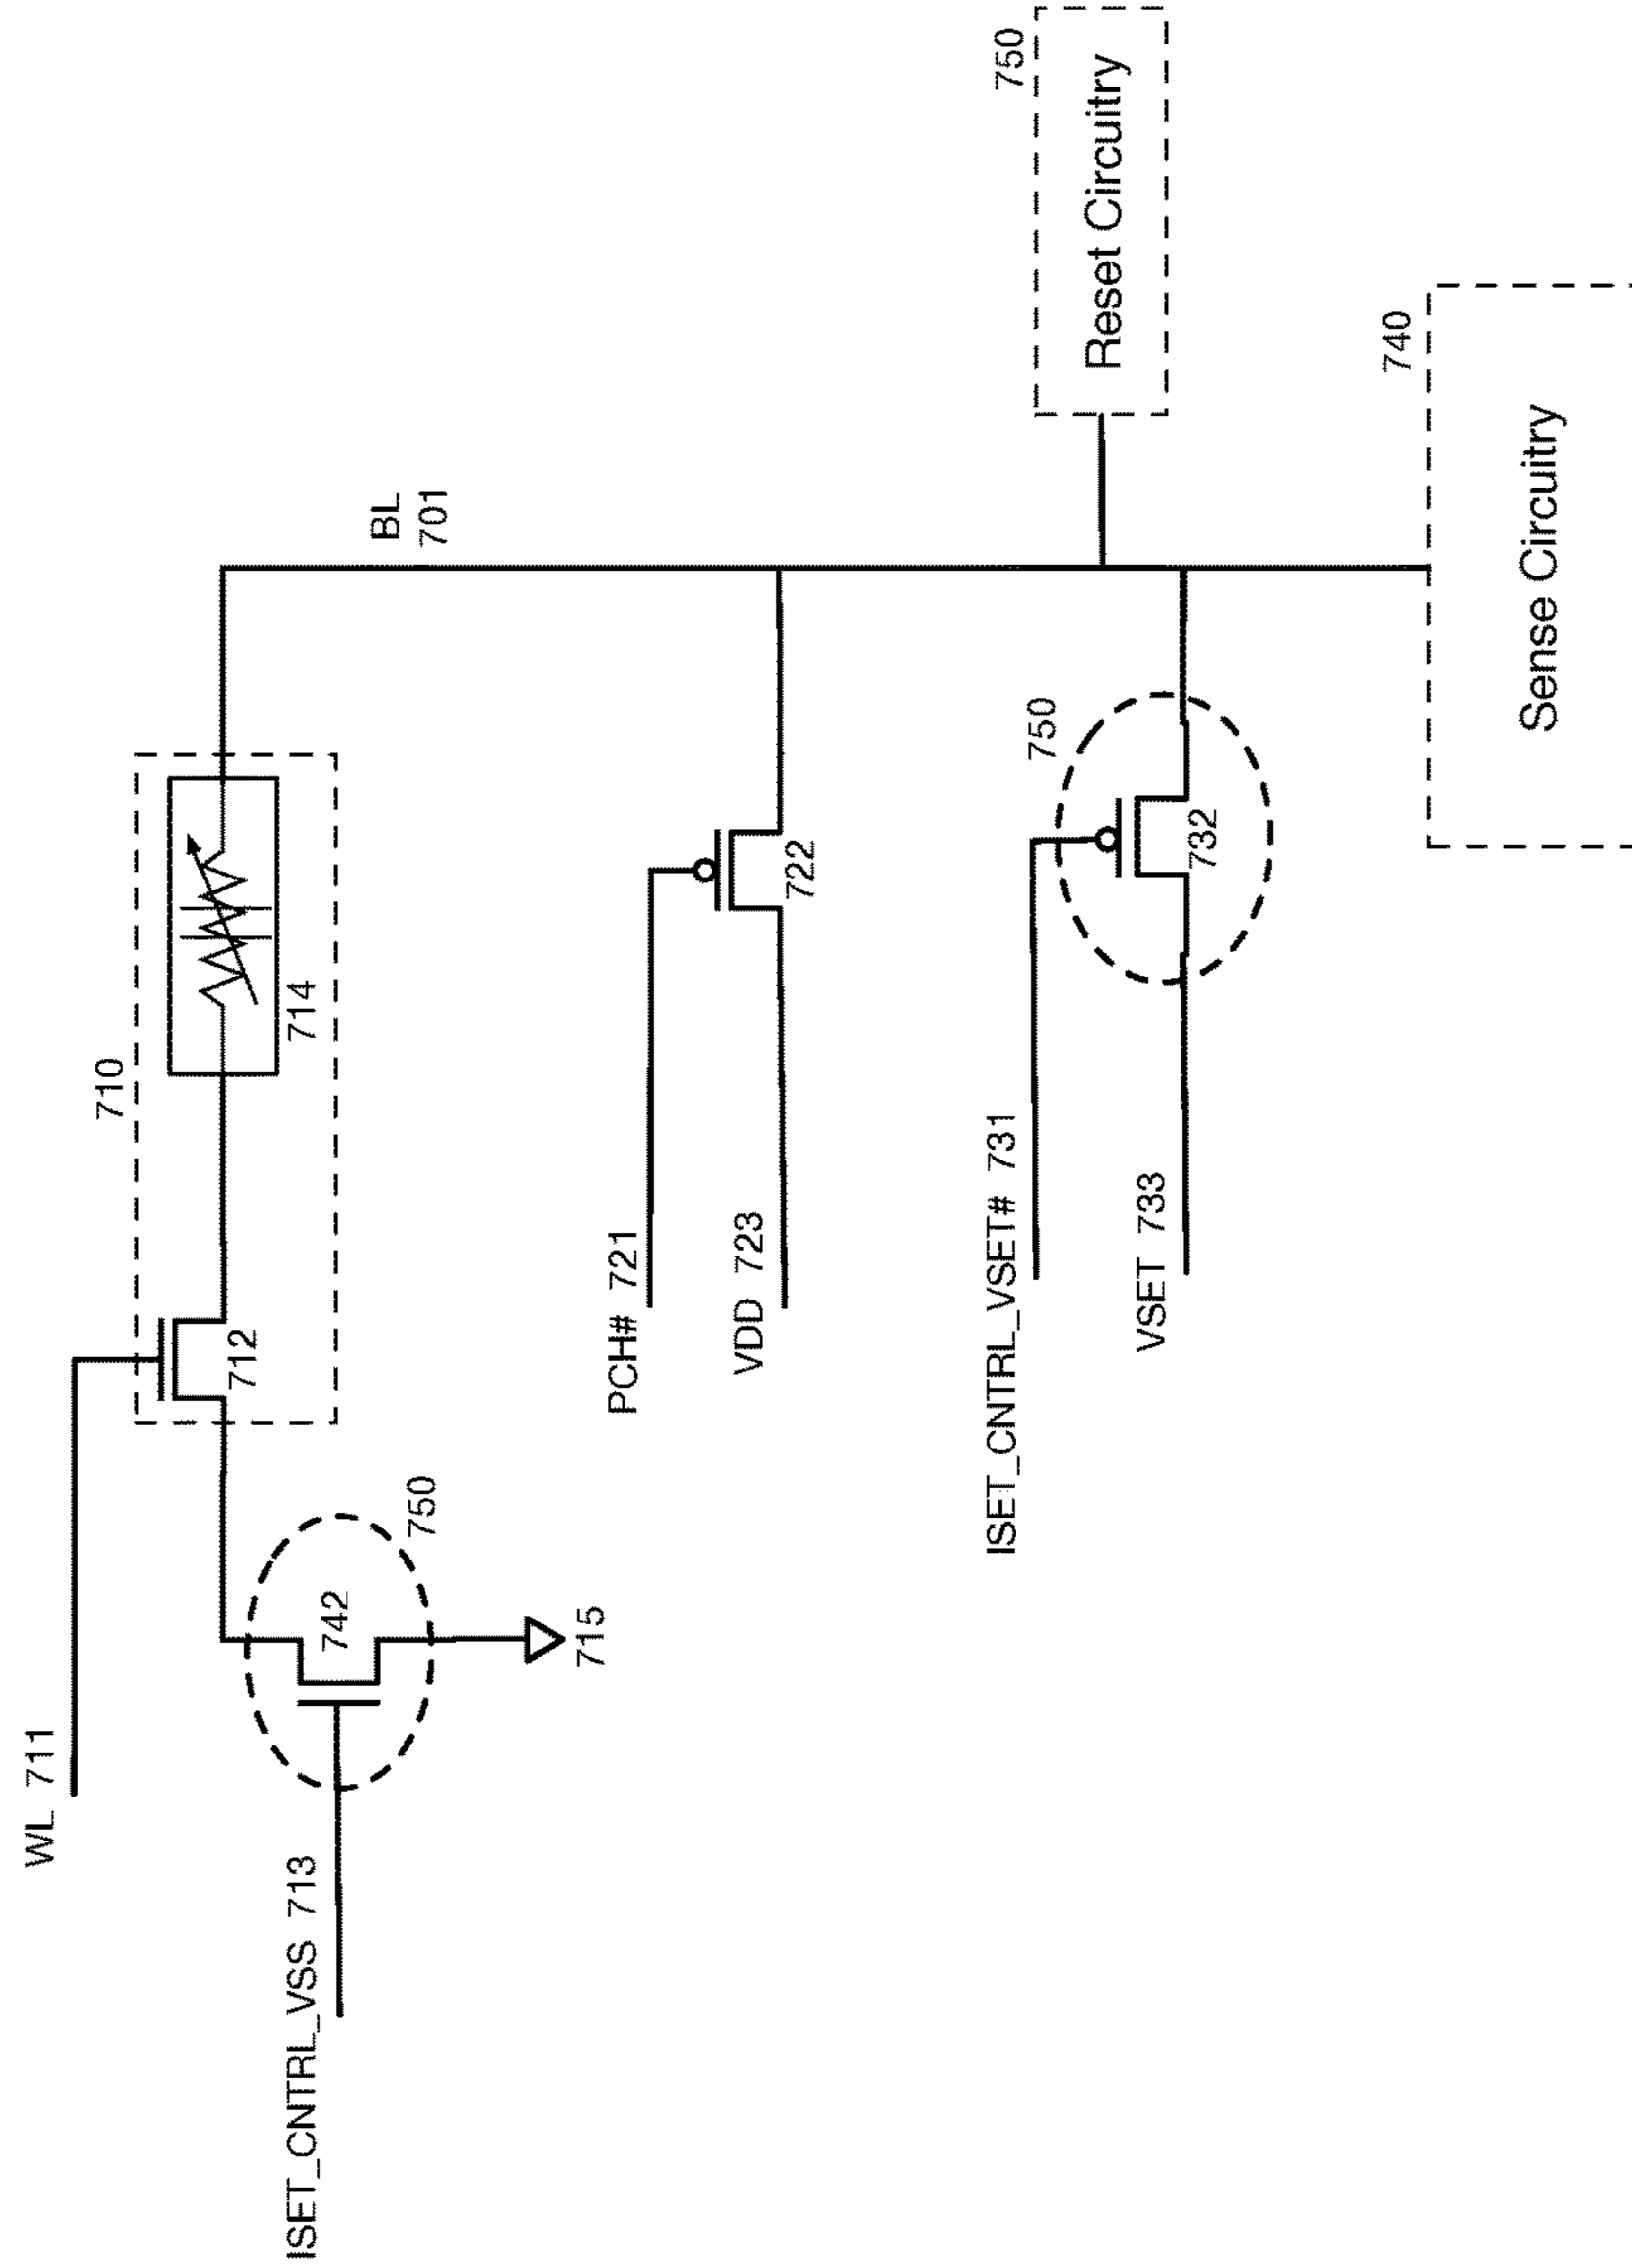 WL 711
ISET_CNTRL_VSS 713
742
750
715
712
710
714
BL
701
PCH# 721
VDD 723
722
ISET_CNTRL_VSET# 731
VSET 733
732
750
750
Reset Circuitry
740
Sense Circuitry